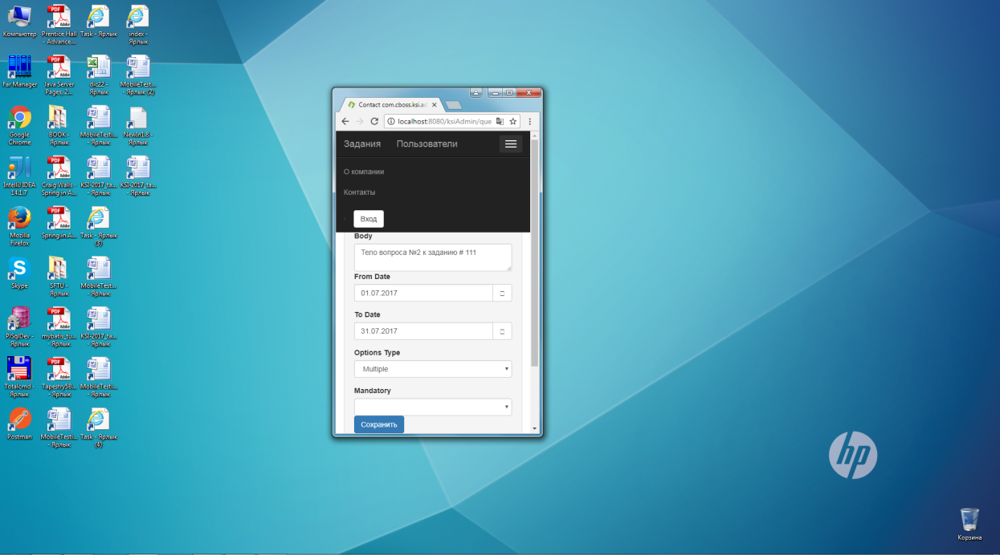 Компьютер
Prentice Hall
- Advance...
Task - Ярлык
index -
Ярлык
Far Manager
Java Server
Pages, 2...
dic22 -
Ярлык
MobileTest...
- Ярлык (2)
Google
Chrome
BOOK -
Ярлык
MobileTesti...
- Ярлык
NewIn1.8 -
Ярлык
IntelliJ IDEA
14.1.7
Craig Walls -
Spring in A...
KSI-2017_ta...
- Ярлык
KSI-2017_ta...
- Ярлык
Mozilla
Firefox
Spring.in.A...
Task - Ярлык
(3)
Skype
SFTU -
Ярлык
MobileTest...
- Ярлык
PlSqlDev -
Ярлык
mybatis_tu...
- Ярлык
KSI-2017_ta...
- Ярлык
Totalcmd -
Ярлык
Tapestry5B...
- Ярлык
MobileTesti...
- Ярлык
Postman
MobileTesti...
- Ярлык
Task - Ярлык
(4)
Contact com.cboss.ksi.ad
localhost:8080/ksiAdmin/que
Задания Пользователи
О компании
Контакты
Вход
Body
Тело вопроса №2 к заданию # 111
From Date
01.07.2017
To Date
31.07.2017
Options Type
Multiple
Mandatory
Сохранить
hp
Корзина